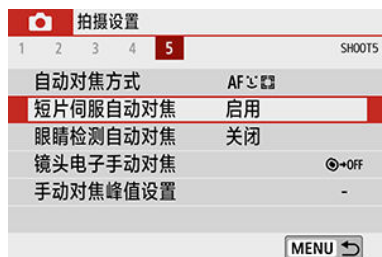 拍摄设置
1 2 3 4 5 SHOOT5
自动对焦方式 AF
短片伺服自动对焦 启用
眼睛检测自动对焦 关闭
镜头电子手动对焦 →OFF
手动对焦峰值设置 -
MENU